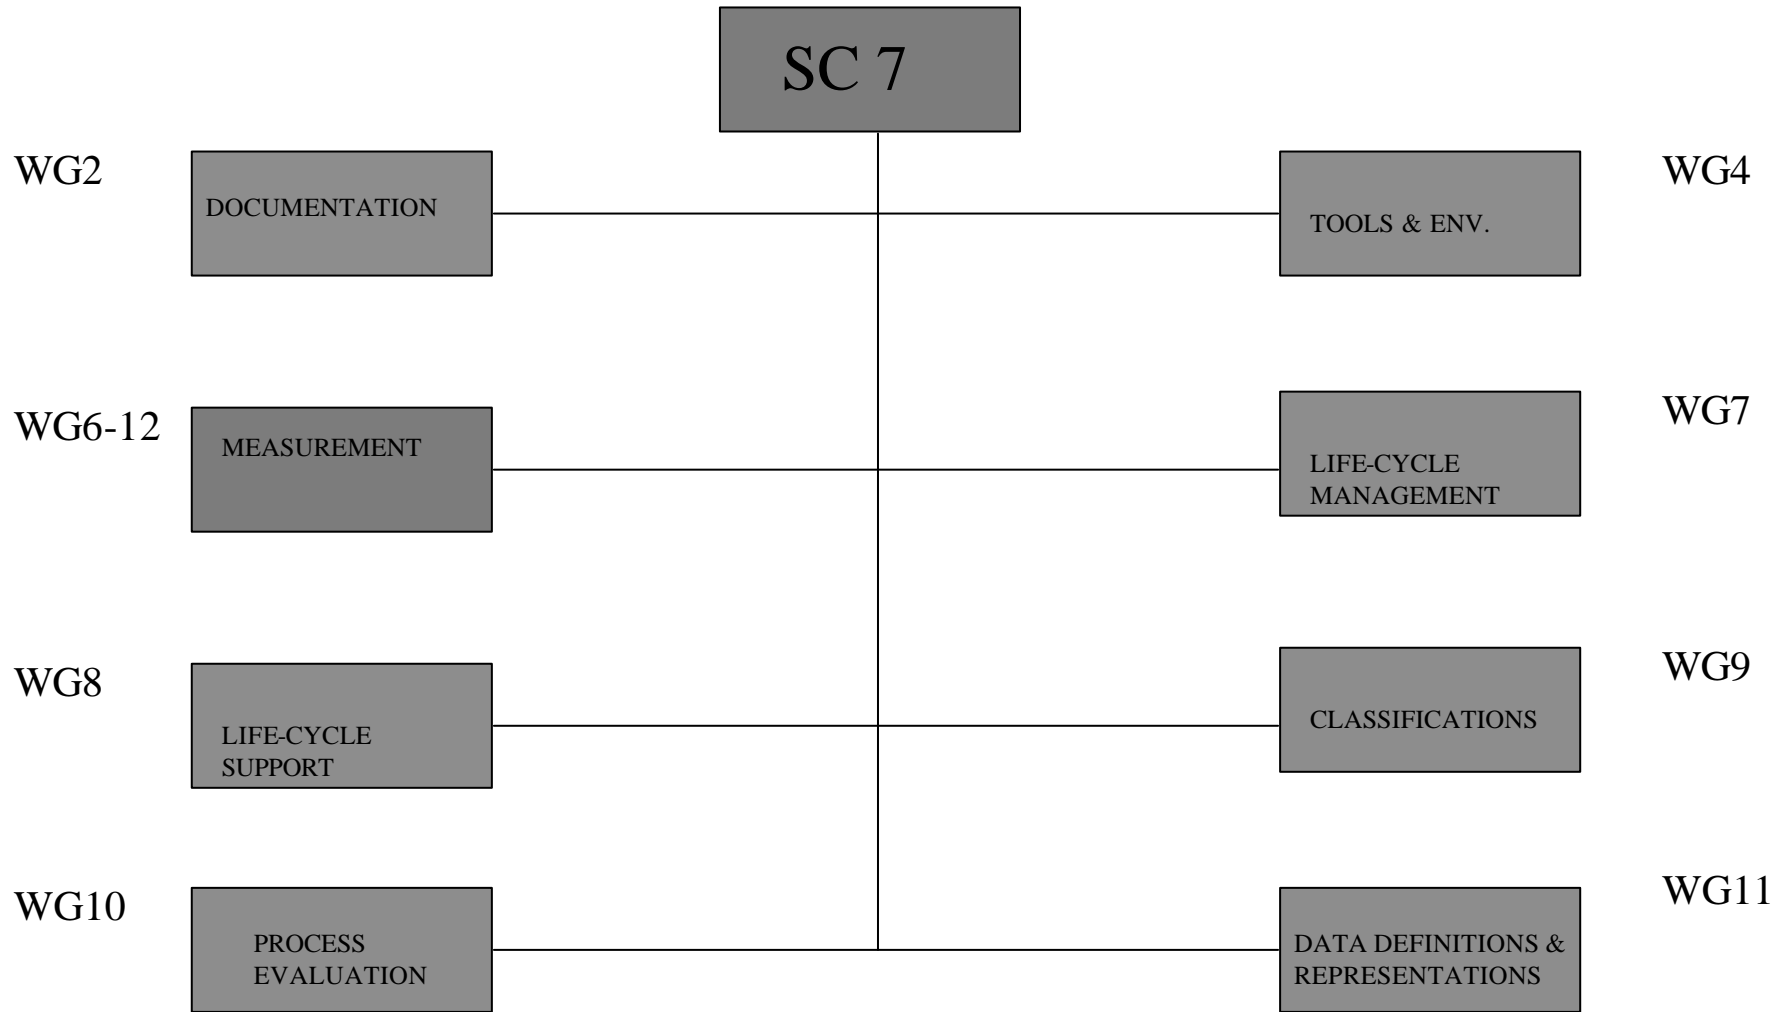 SC 7
WG2
DOCUMENTATION
WG4
TOOLS & ENV.
WG6-12
MEASUREMENT
WG7
LIFE-CYCLE
MANAGEMENT
WG8
LIFE-CYCLE
SUPPORT
WG9
CLASSIFICATIONS
WG10
PROCESS
EVALUATION
WG11
DATA DEFINITIONS &
REPRESENTATIONS